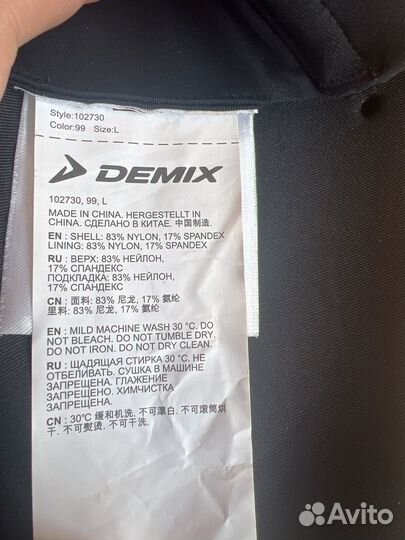 Style:102730
Color:99 Size:L
DEMIX
102730, 99, L
MADE IN CHINA. HERGESTELLT IN
CHINA. СДЕЛАНО В КИТАЕ. 中国制造.
EN : SHELL: 83% NYLON, 17% SPANDEX
LINING: 83% NYLON, 17% SPANDEX
RU : ВЕРХ: 83% НЕЙЛОН,
17% СПАНДЕКС
ПОДКЛАДКА: 83% НЕЙЛОН,
17% СПАНДЕКС
CN : 面料: 83% 尼龙, 17% 氨纶
里料: 83% 尼龙, 17% 氨纶
EN : MILD MACHINE WASH 30 °C. DO
NOT BLEACH. DO NOT TUMBLE DRY.
DO NOT IRON. DO NOT DRY CLEAN.
RU : ЩАДЯЩАЯ СТИРКА 30 °C. НЕ
ОТБЕЛИВАТЬ. СУШКА В МАШИНЕ
ЗАПРЕЩЕНА. ГЛАЖЕНИЕ
ЗАПРЕЩЕНО. ХИМЧИСТКА
ЗАПРЕЩЕНА.
CN : 30°C 缓和机洗. 不可漂白. 不可滚筒烘
干. 不可熨烫. 不可干洗.
Avito